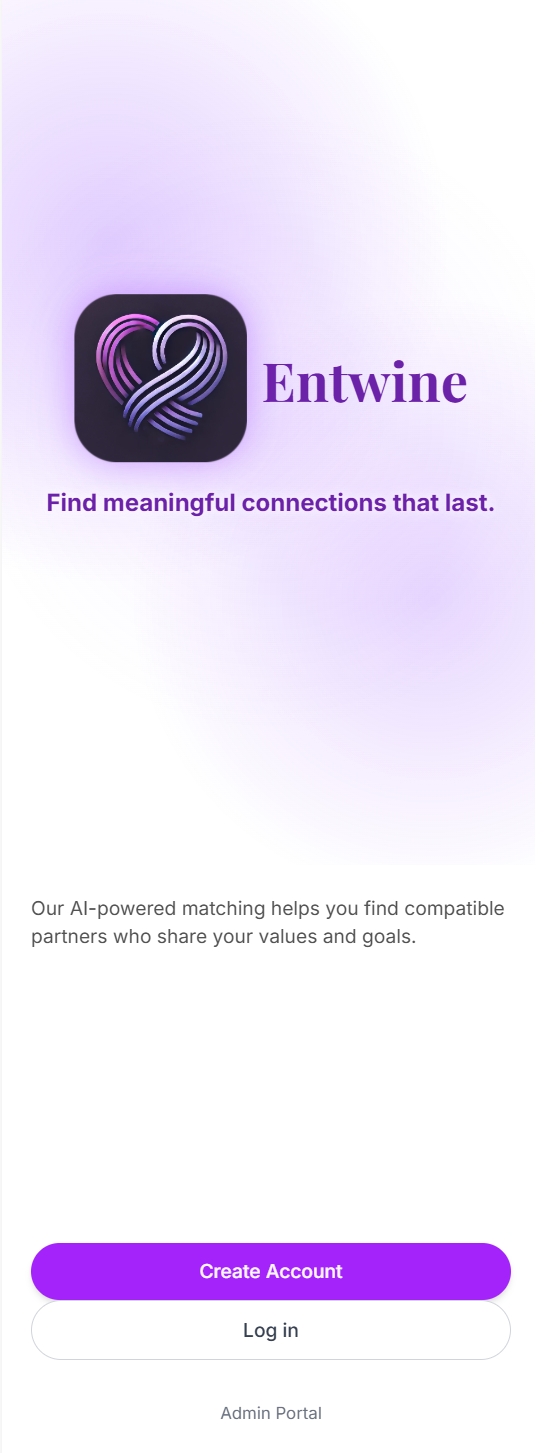 Entwine
Find meaningful connections that last.
Our AI-powered matching helps you find compatible
partners who share your values and goals.
Create Account
Log in
Admin Portal